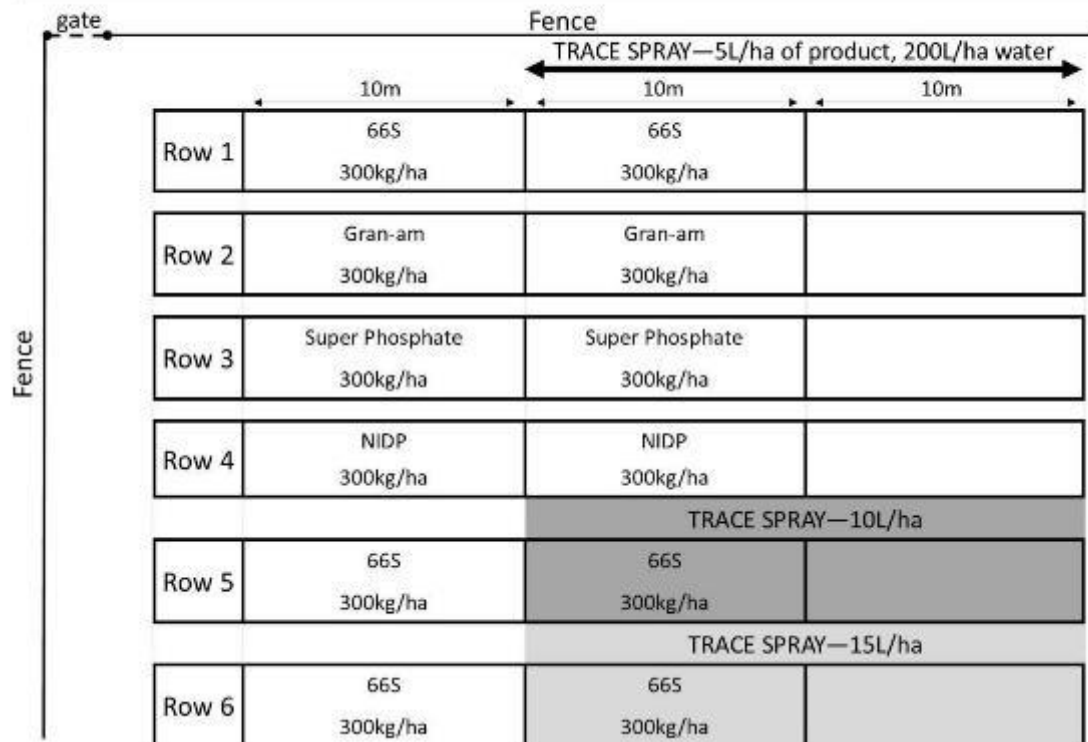 gate
Fence
TRACE SPRAY—5L/ha of product, 200L/ha water
10m 10m 10m
Row 1
66S
300kg/ha
66S
300kg/ha
Row 2
Gran-am
300kg/ha
Gran-am
300kg/ha
Row 3
Super Phosphate
300kg/ha
Super Phosphate
300kg/ha
Row 4
NIDP
300kg/ha
NIDP
300kg/ha
TRACE SPRAY—10L/ha
Row 5
66S
300kg/ha
66S
300kg/ha
TRACE SPRAY—15L/ha
Row 6
66S
300kg/ha
66S
300kg/ha
Fence